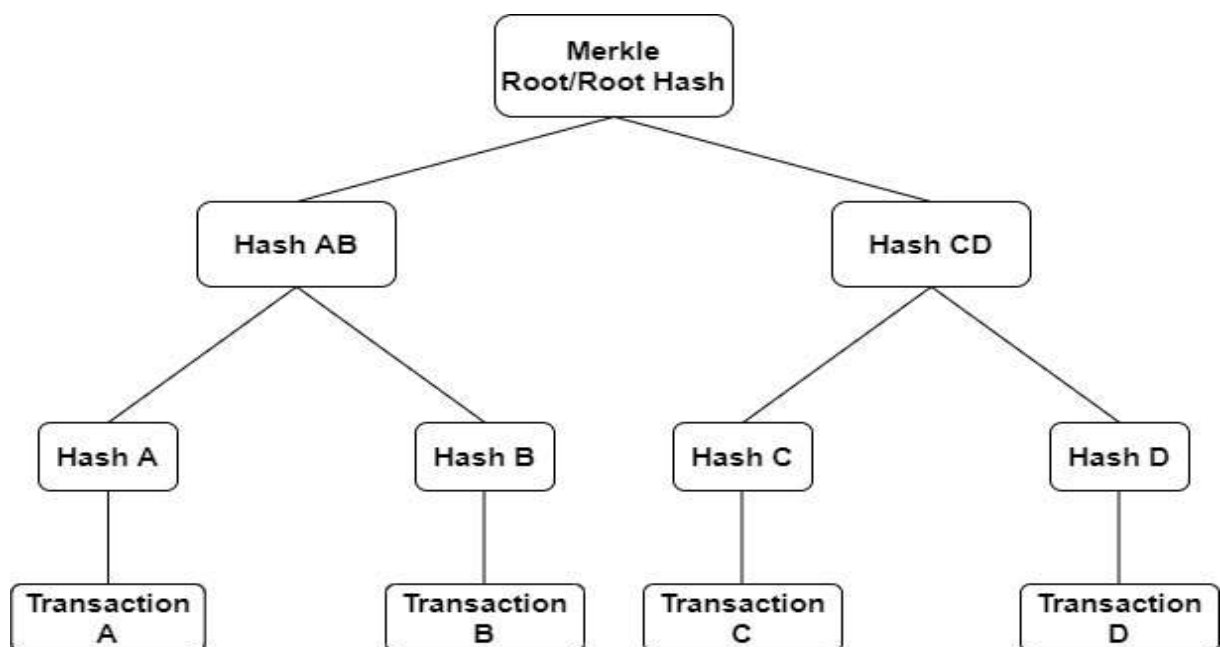 Merkle
Root/Root Hash
Hash AB
Hash CD
Hash A
Hash B
Hash C
Hash D
Transaction
A
Transaction
B
Transaction
C
Transaction
D